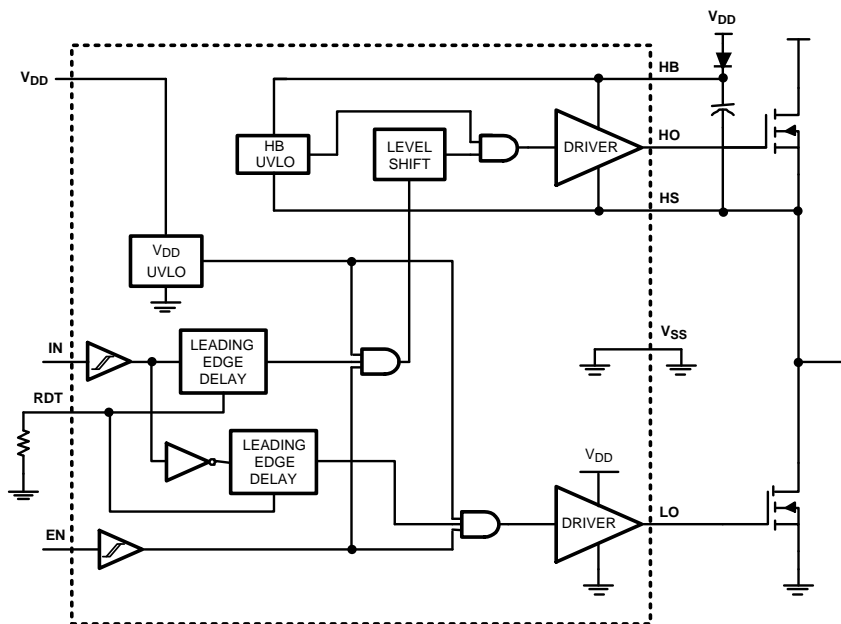 VDD
HB
VDD
HB
UVLO
LEVEL
SHIFT
DRIVER
HO
HS
VDD
UVLO
IN
LEADING
EDGE
DELAY
VSS
RDT
LEADING
EDGE
DELAY
VDD
EN
DRIVER
LO